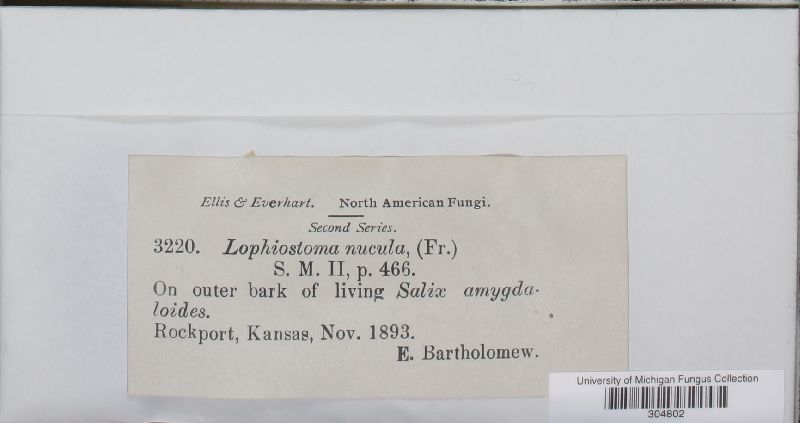 Ellis & Everhart. North American Fungi.
Second Series.
3220. Lophiostoma nucula, (Fr.)
S. M. II, p. 466.
On outer bark of living Salix amygda-
loides.
Rockport, Kansas, Nov. 1893.
E. Bartholomew.
University of Michigan Fungus Collection
304802